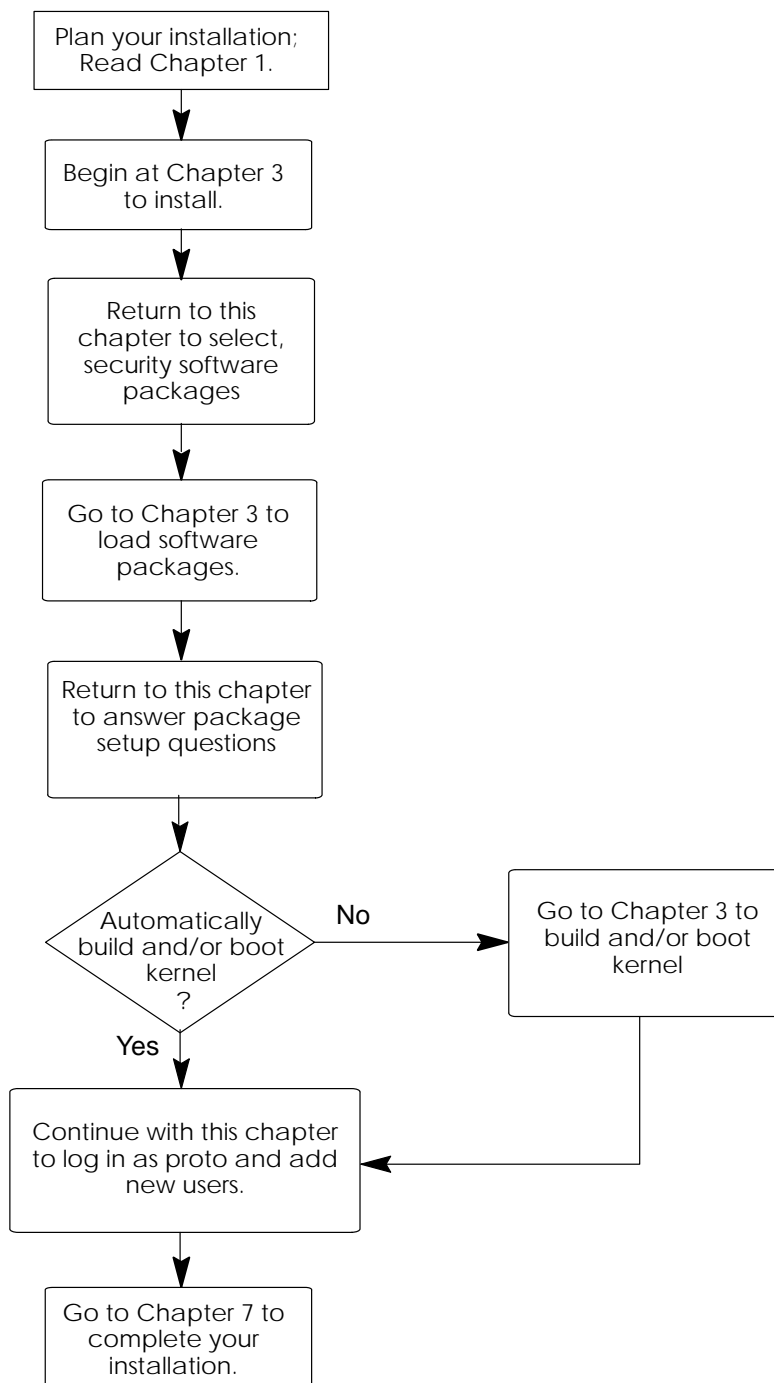 Plan your installation;
Read Chapter 1.
Begin at Chapter 3
to install.
Return to this
chapter to select,
security software
packages
Go to Chapter 3 to
load software
packages.
Return to this chapter
to answer package
setup questions
Automatically
build and/or boot
kernel
?
No
Go to Chapter 3 to
build and/or boot
kernel
Yes
Continue with this chapter
to log in as proto and add
new users.
Go to Chapter 7 to
complete your
installation.